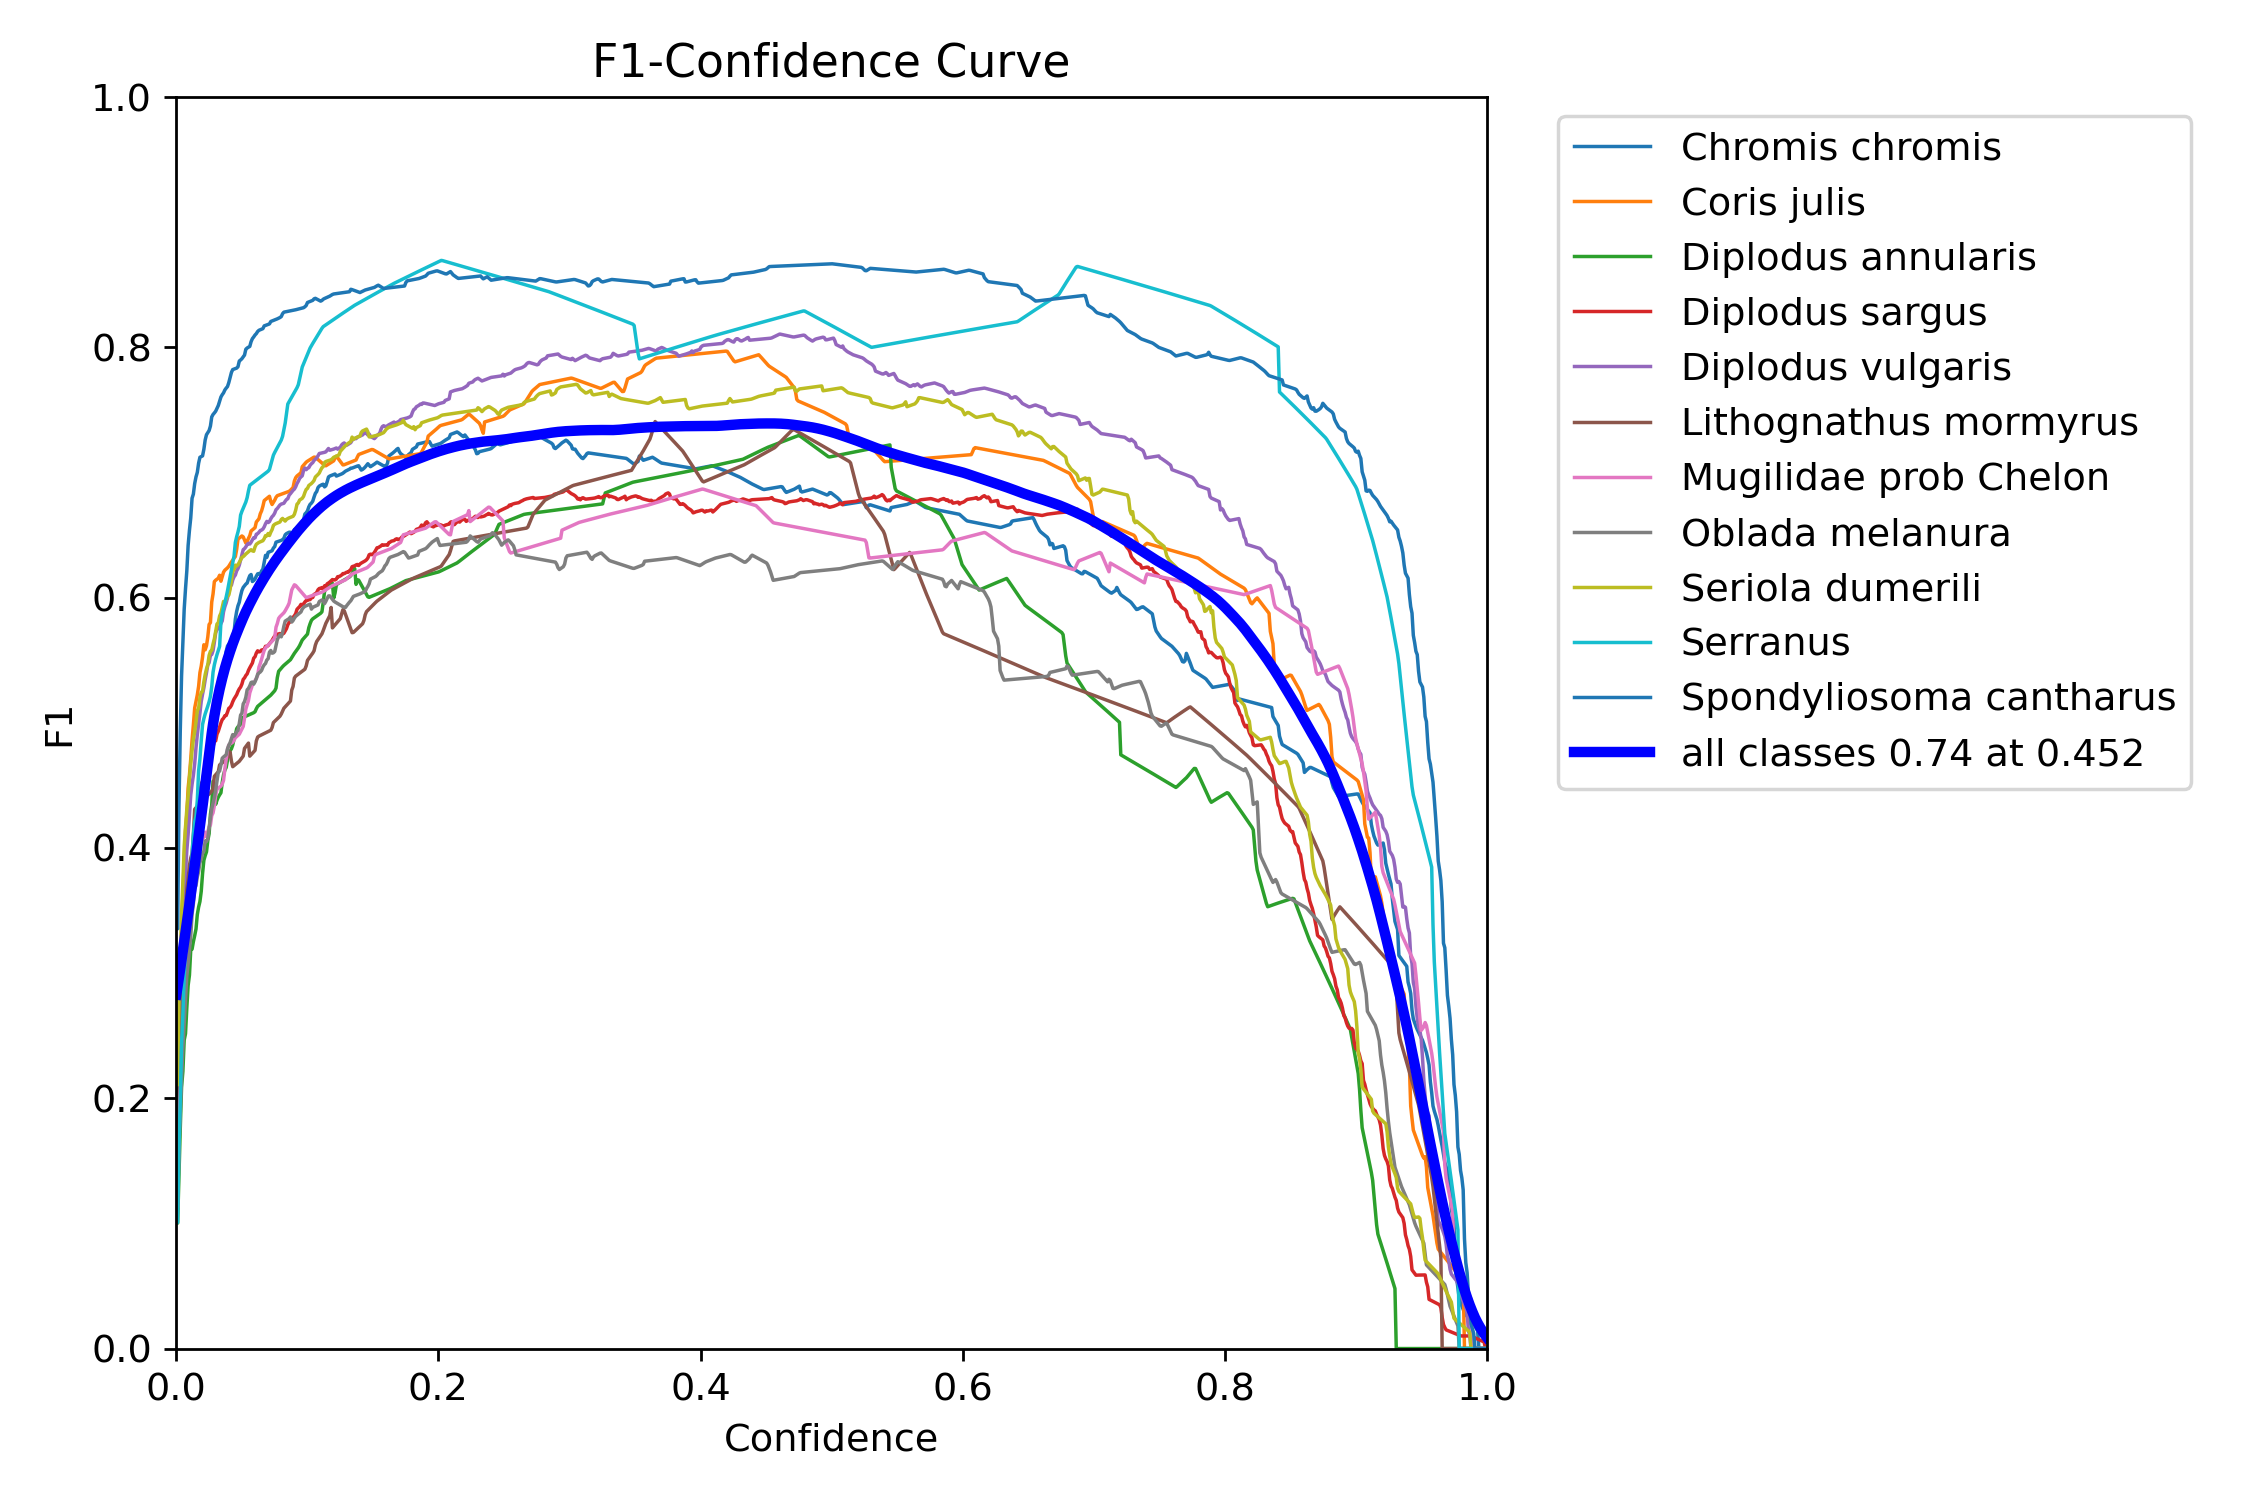 F1-Confidence Curve
1.0
0.8
0.6
0.4
0.2
0.0
F1
0.0 0.2 0.4 0.6 0.8 1.0
Confidence
Chromis chromis
Coris julis
Diplodus annularis
Diplodus sargus
Diplodus vulgaris
Lithognathus mormyrus
Mugilidae prob Chelon
Oblada melanura
Seriola dumerili
Serranus
Spondyliosoma cantharus
all classes 0.74 at 0.452